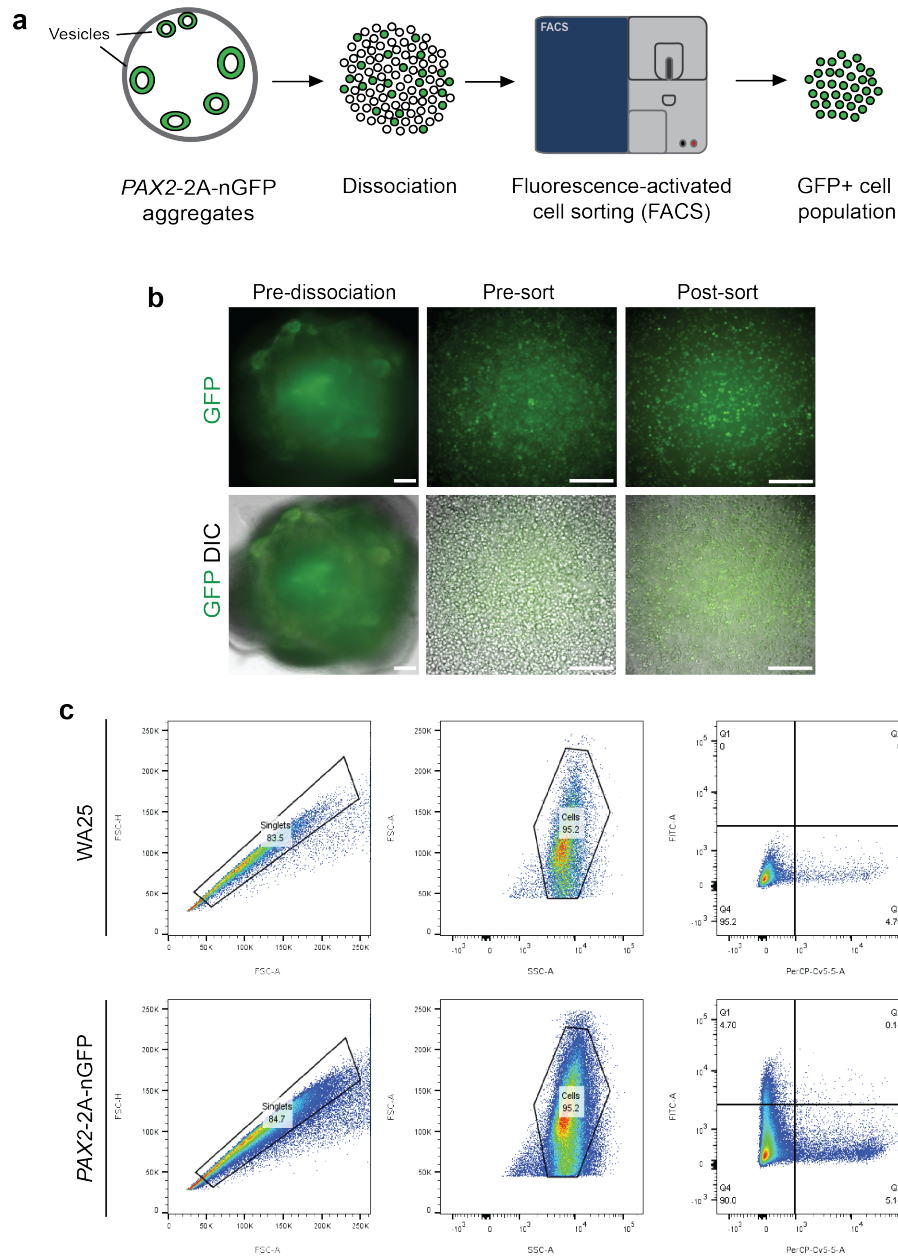 a
Vesicles
FACS
PAX2-2A-nGFP
aggregates
Dissociation
Fluorescence-activated
cell sorting (FACS)
GFP+ cell
population
b
Pre-dissociation
Pre-sort
Post-sort
GFP
GFP DIC
c
WA25
250K
200K
150K
100K
50K
0
FSC-H
Singlets
83.5
0
50K
100K
150K
200K
250K
FSC-A
250K
200K
150K
100K
50K
0
FSC-A
Cells
95.2
-10³
0
10³
10⁴
10⁵
SSC-A
10⁵
10⁴
10³
0
-10³
FITC-A
Q1
0
Q4
95.2
-10³
0
10³
10⁴
PerCP-Cy5-5-A
PAX2-2A-nGFP
250K
200K
150K
100K
50K
0
FSC-H
Singlets
84.7
0
50K
100K
150K
200K
250K
FSC-A
250K
200K
150K
100K
50K
0
FSC-A
Cells
95.2
-10³
0
10³
10⁴
10⁵
SSC-A
10⁵
10⁴
10³
0
-10³
FITC-A
Q1
4.70
Q4
90.0
-10³
0
10³
10⁴
PerCP-Cy5-5-A